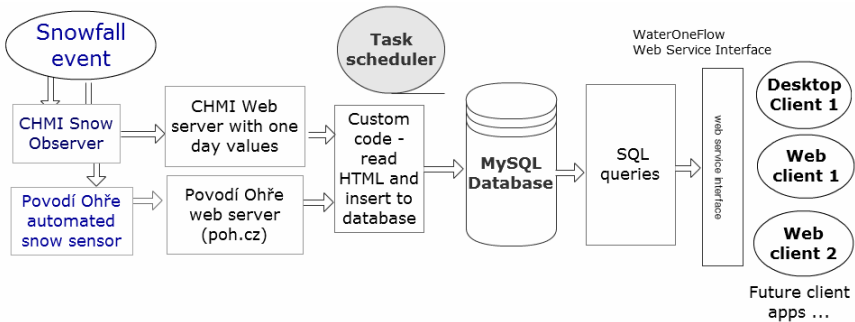 Snowfall
event
CHMI Snow
Observer
Povodí Ohře
automated
snow sensor
CHMI Web
server with one
day values
Povodí Ohře
web server
(poh.cz)
Task
scheduler
Custom
code -
read
HTML and
insert to
database
MySQL
Database
SQL
queries
WaterOneFlow
Web Service Interface
web service Interface
Desktop
Client 1
Web
client 1
Web
client 2
Future client
apps ...